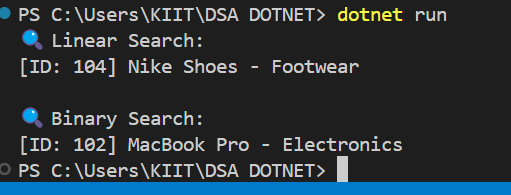 PS C:\Users\KIIT\DSA DOTNET> dotnet run
🔍 Linear Search:
[ID: 104] Nike Shoes - Footwear
🔍 Binary Search:
[ID: 102] MacBook Pro - Electronics
PS C:\Users\KIIT\DSA DOTNET>